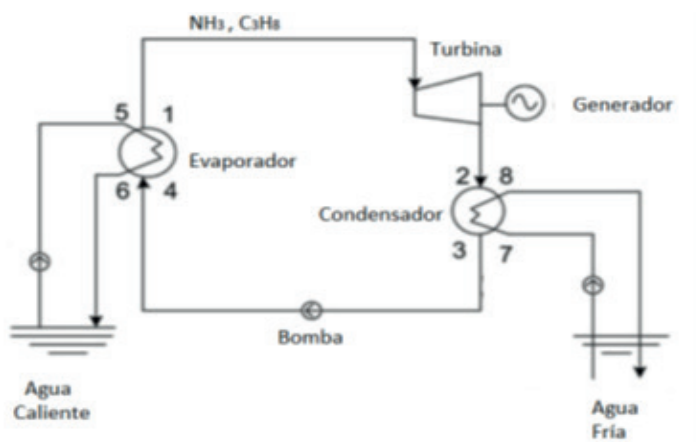 NH₃ , C₃H₈
Turbina
Generador
5 1
Evaporador
6 4
2 8
Condensador
3 7
Bomba
Agua
Caliente
Agua
Fría